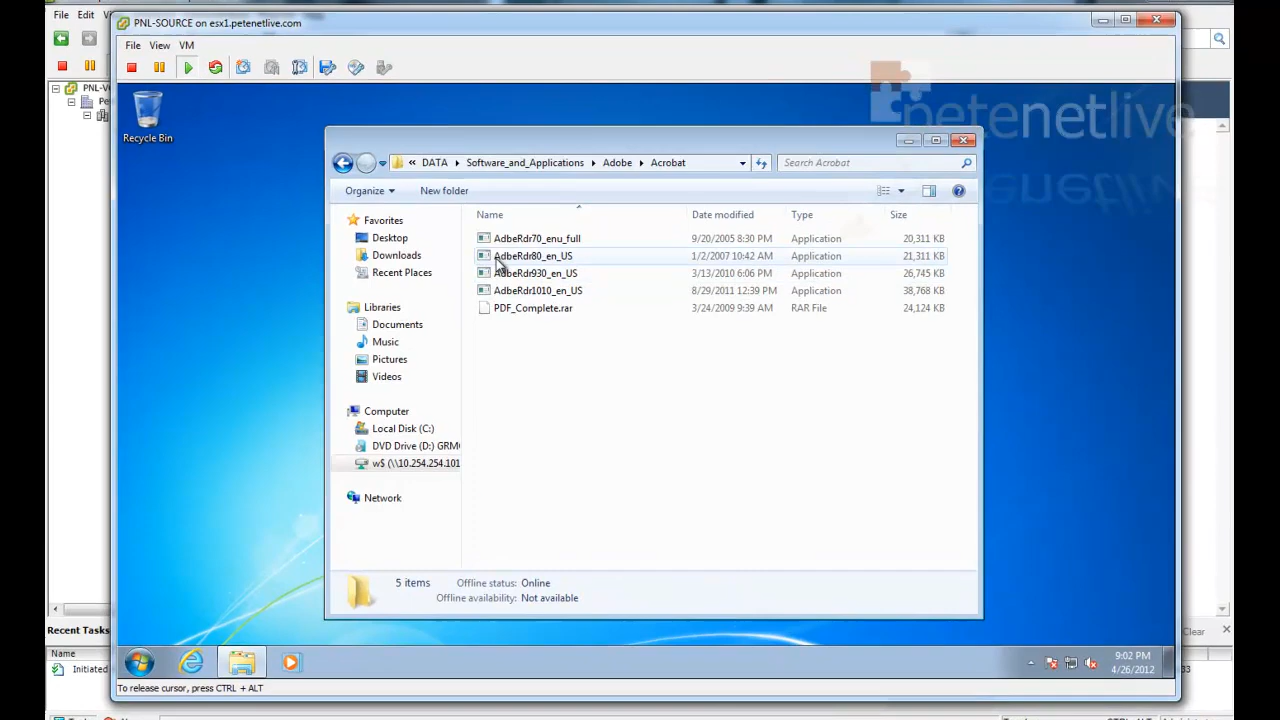 PNL-SOURCE on esx1.petenetlive.com
File Edit
File View VM
PNL-V
Pe
petenetlive
Recycle Bin
DATA Software_and_Applications Adobe Acrobat
Search Acrobat
Organize New folder
Name Date modified Type Size
Favorites
Desktop
Downloads
Recent Places
Libraries
Documents
Music
Pictures
Videos
Computer
Local Disk (C:)
DVD Drive (D:) GRM
w$ (\\10.254.254.101
Network
AdbeRdr70_enu_full 9/20/2005 8:30 PM Application 20,311 KB
AdbeRdr80_en_US 1/2/2007 10:42 AM Application 21,311 KB
AdbeRdr930_en_US 3/13/2010 6:06 PM Application 26,745 KB
AdbeRdr1010_en_US 8/29/2011 12:39 PM Application 38,768 KB
PDF_Complete.rar 3/24/2009 9:39 AM RAR File 24,124 KB
5 items Offline status: Online
Offline availability: Not available
Recent Tasks
Clear
Name
Initiated
33
9:02 PM
4/26/2012
To release cursor, press CTRL + ALT